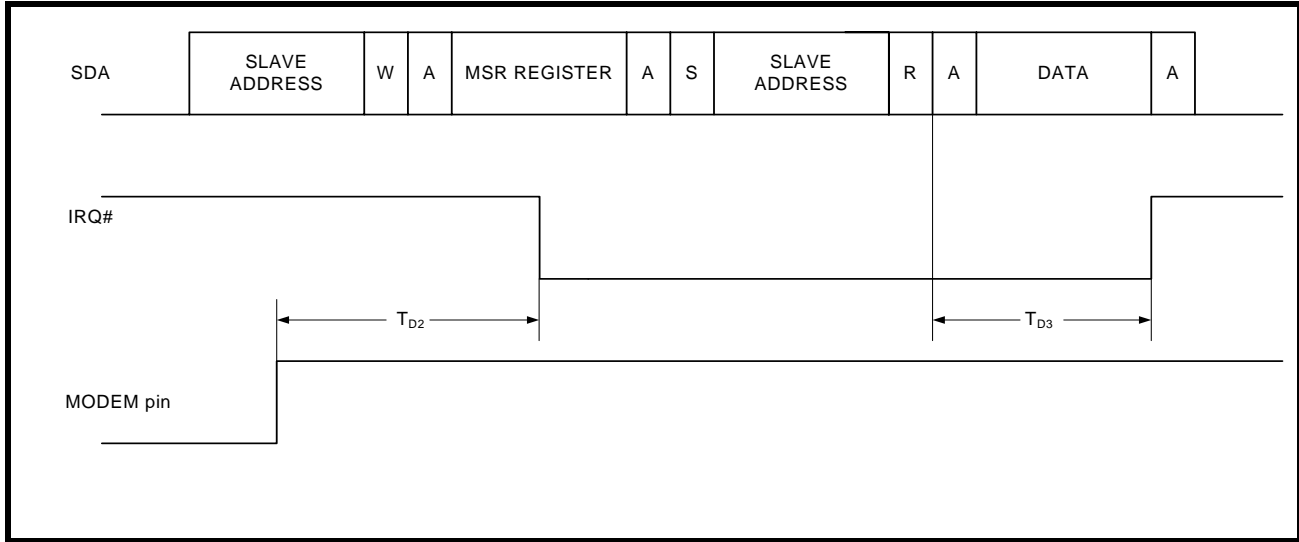 SDA
SLAVE
ADDRESS
W
A
MSR REGISTER
A
S
SLAVE
ADDRESS
R
A
DATA
A
IRQ#
TD2
TD3
MODEM pin